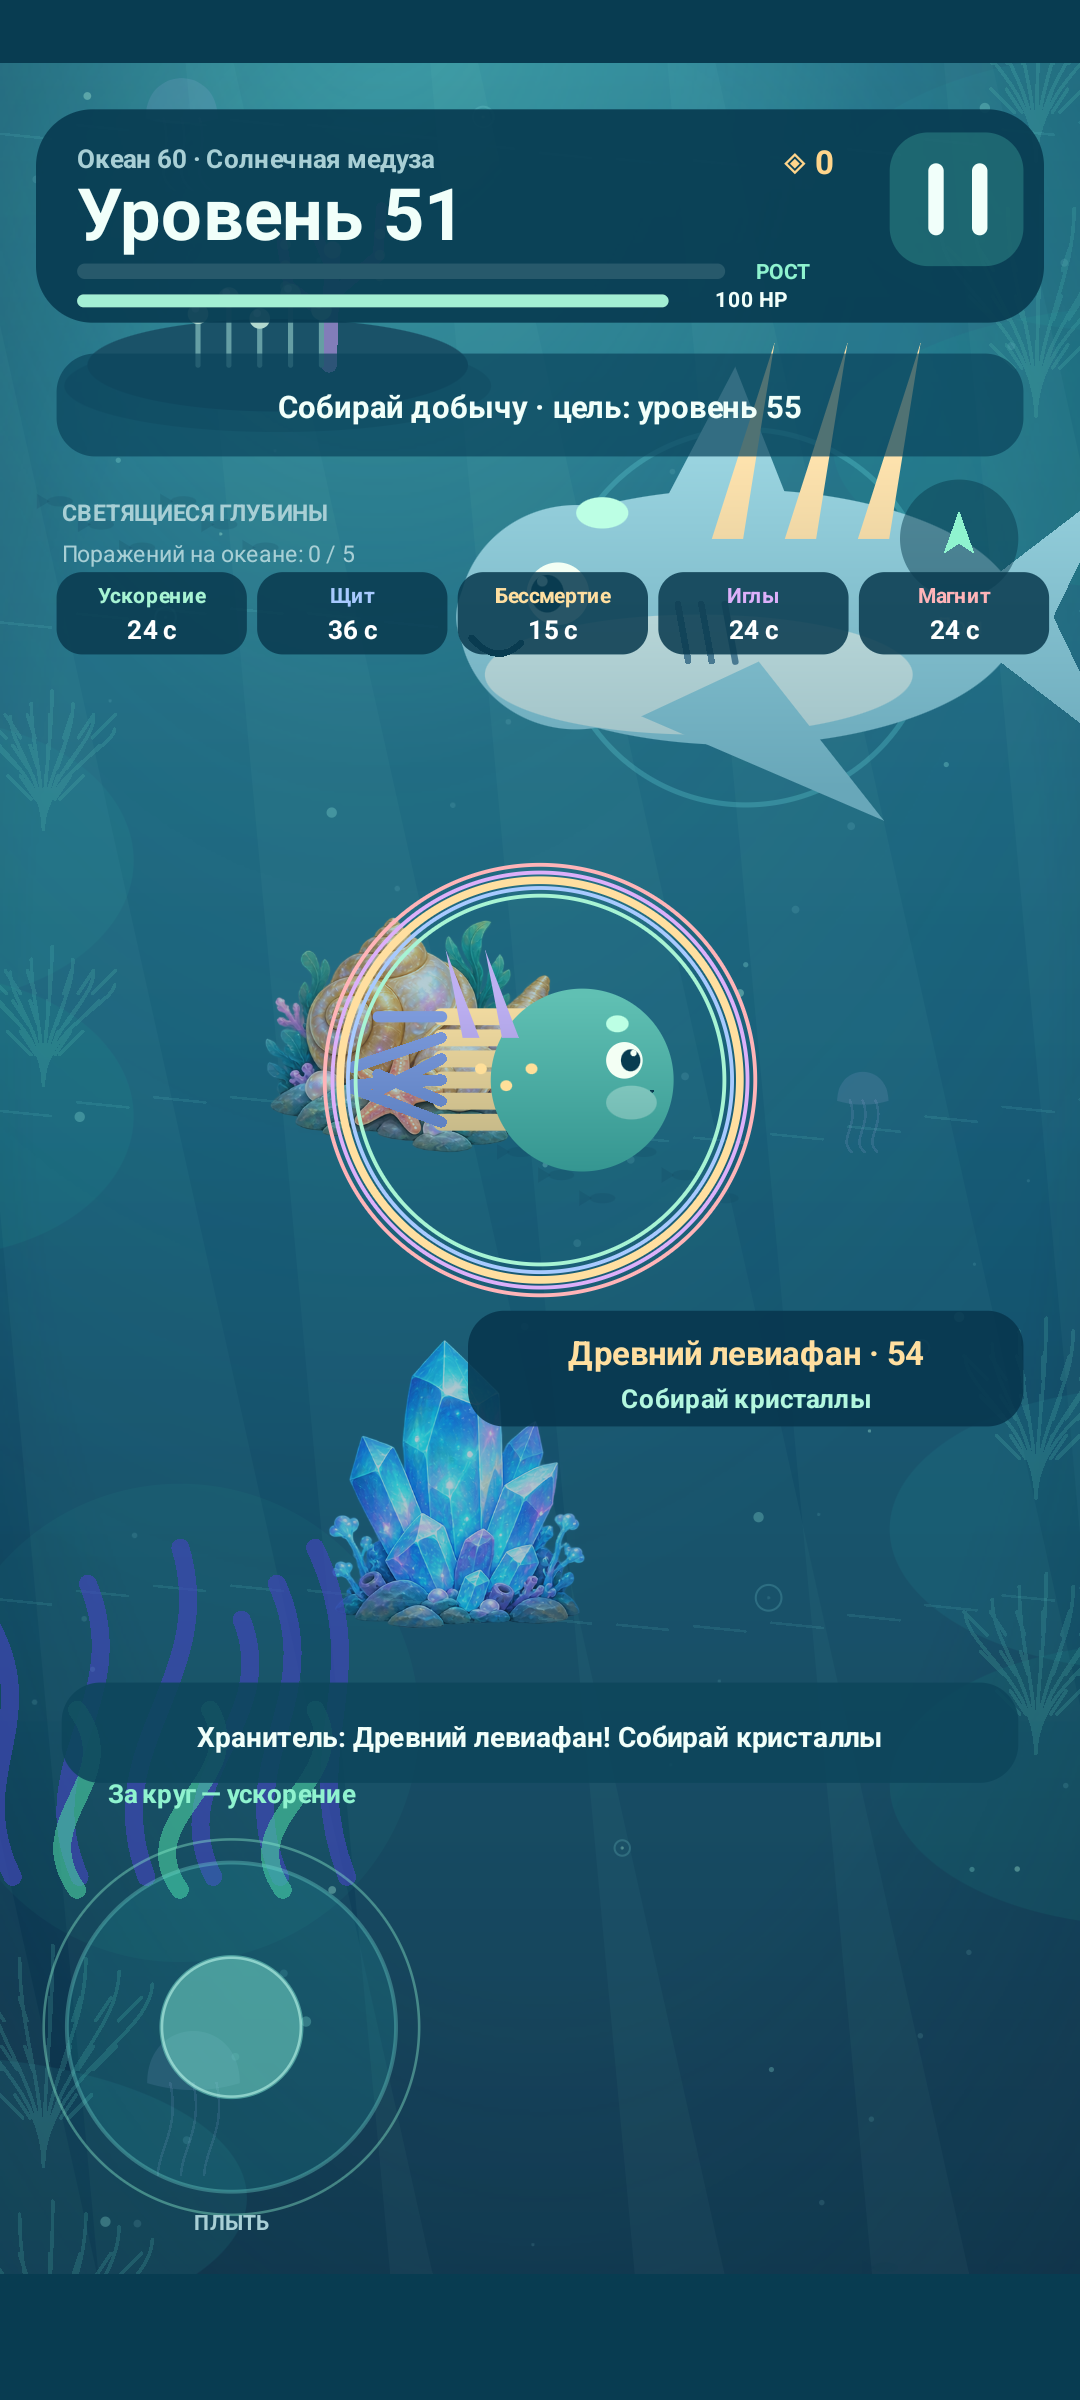 Океан 60 · Солнечная медуза
0
Уровень 51
РОСТ
100 HP
Собирай добычу · цель: уровень 55
СВЕТЯЩИЕСЯ ГЛУБИНЫ
Поражений на океане: 0 / 5
Ускорение
24 с
Щит
36 с
Бессмертие
15 с
Иглы
24 с
Магнит
24 с
Древний левиафан · 54
Собирай кристаллы
Хранитель: Древний левиафан! Собирай кристаллы
За круг — ускорение
ПЛЫТЬ